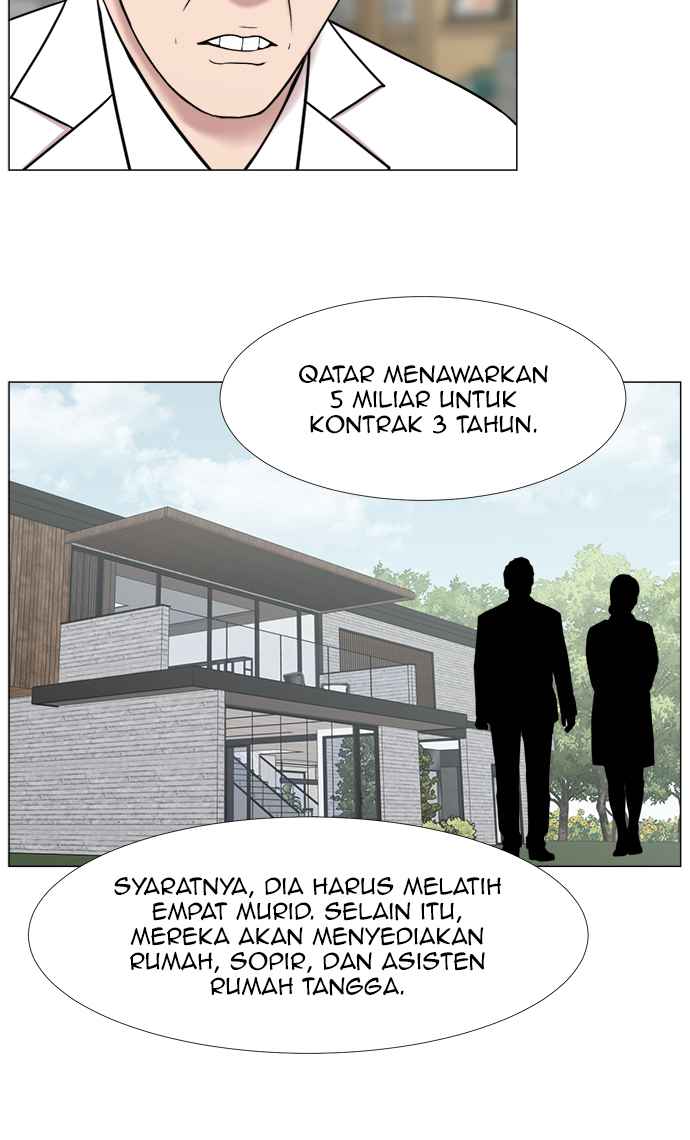 QATAR MENAWARKAN
5 MILIAR UNTUK
KONTRAK 3 TAHUN.
SYARATNYA, DIA HARUS MELATIH
EMPAT MURID. SELAIN ITU,
MEREKA AKAN MENYEDIAKAN
RUMAH, SOPIR, DAN ASISTEN
RUMAH TANGGA.